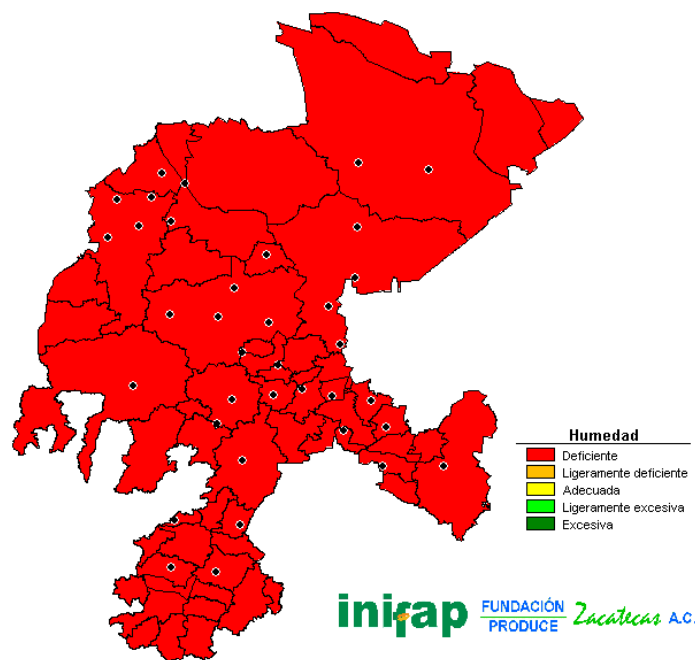 Humedad
Deficiente
Ligeramente deficiente
Adecuada
Ligeramente excesiva
Excesiva
inifap FUNDACIÓN PRODUCE Zacatecas A.C.